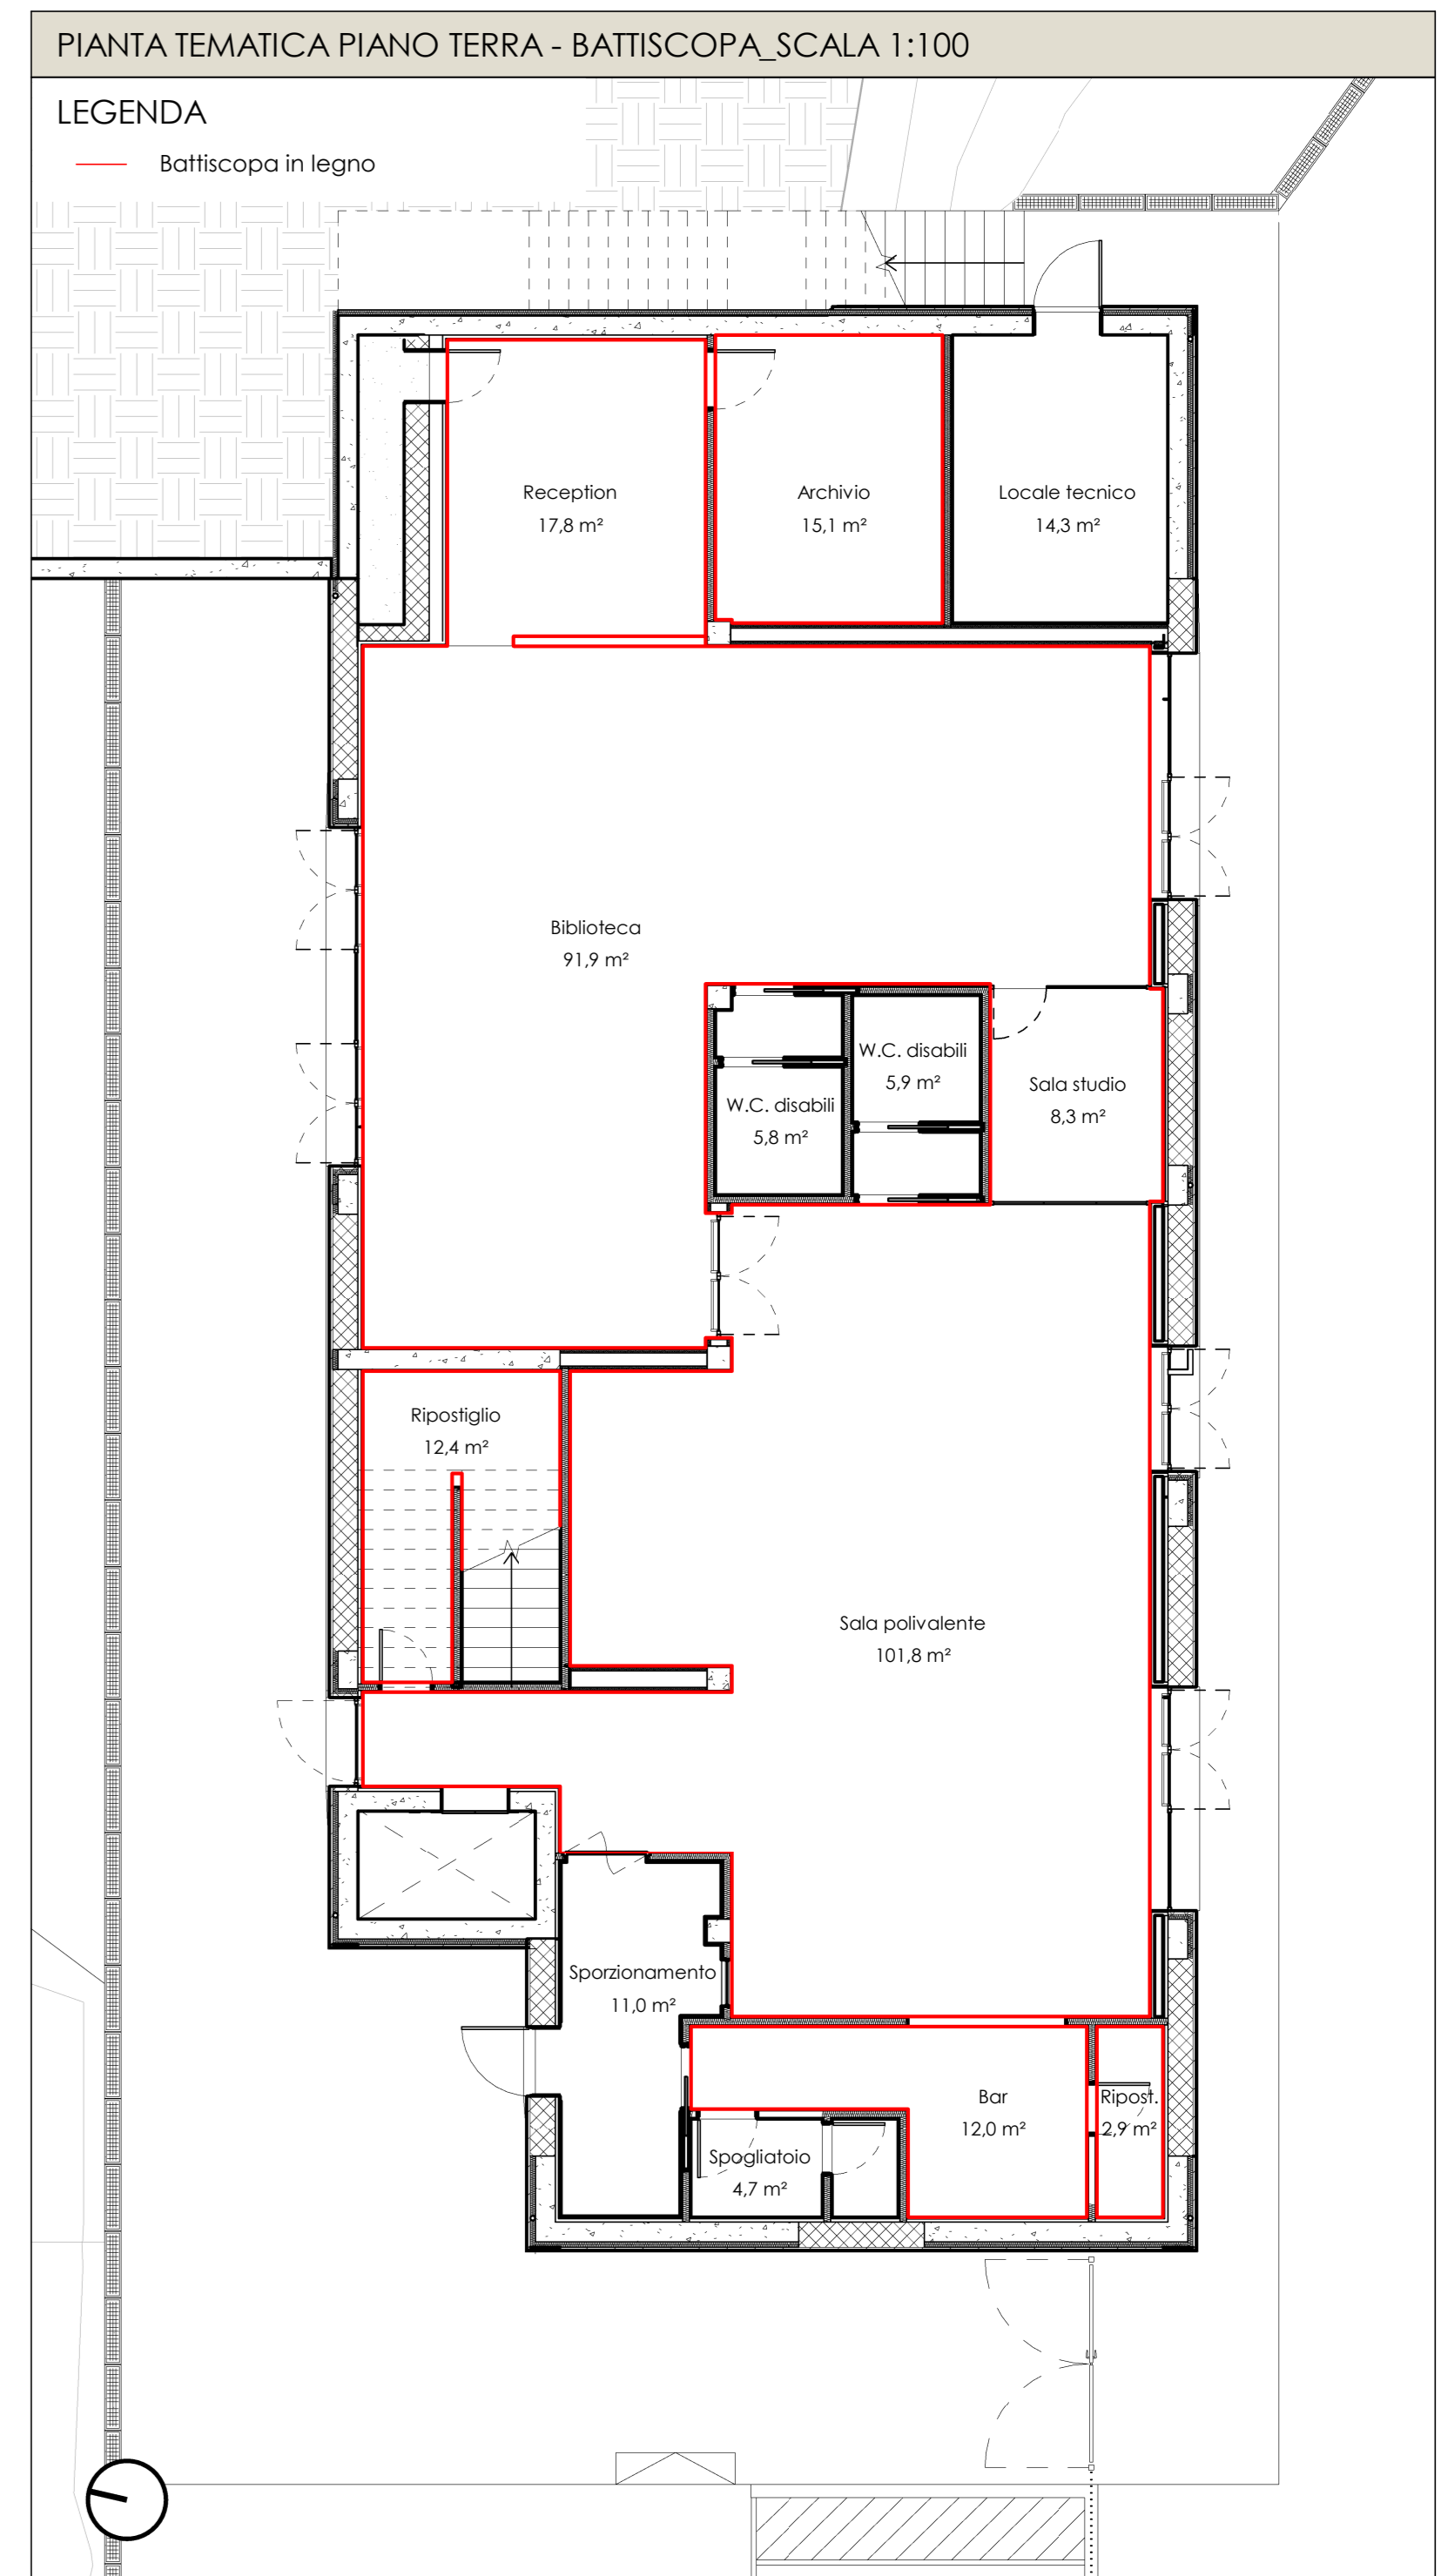 PIANTA TEMATICA PIANO TERRA - BATTISCOPA_SCALA 1:100
LEGENDA
Battiscopa in legno
Reception
17,8 m²
Archivio
15,1 m²
Locale tecnico
14,3 m²
Biblioteca
91,9 m²
W.C. disabili
5,9 m²
W.C. disabili
5,8 m²
Sala studio
8,3 m²
Ripostiglio
12,4 m²
Sala polivalente
101,8 m²
Sporzionamento
11,0 m²
Bar
12,0 m²
Ripost.
2,9 m²
Spogliatoio
4,7 m²